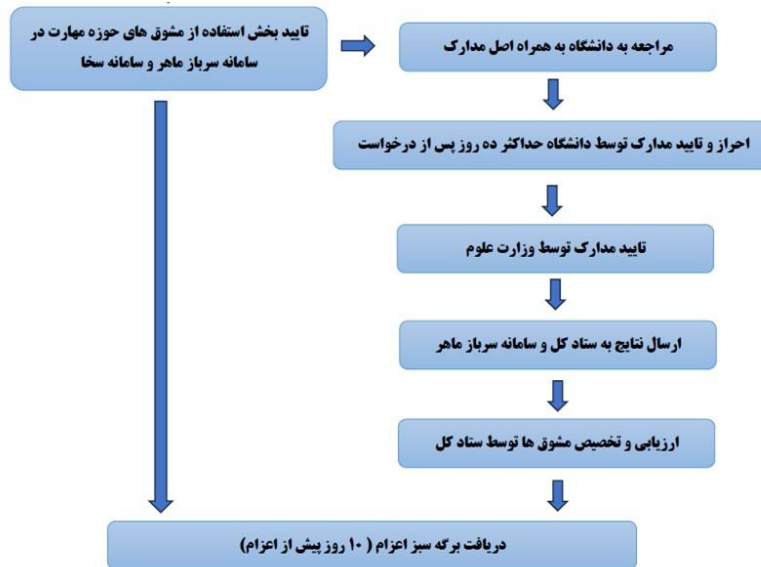 تایید بخش استفاده از مشوق های حوزه مهارت در
سامانه سرباز ماهر و سامانه سخا
مراجعه به دانشگاه به همراه اصل مدارک
احراز و تایید مدارک توسط دانشگاه حداکثر ده روز پس از درخواست
تایید مدارک توسط وزارت علوم
ارسال نتایج به ستاد کل و سامانه سرباز ماهر
ارزیابی و تخصیص مشوق ها توسط ستاد کل
دریافت برگه سبز اعزام ( ۱۰ روز پیش از اعزام)